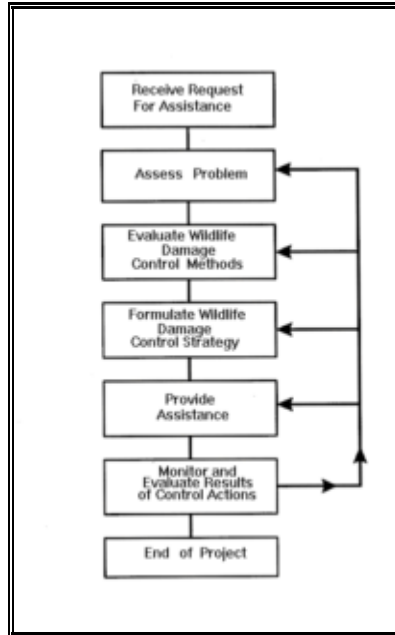 Receive Request
For Assistance
Assess Problem
Evaluate Wildlife
Damage
Control Methods
Formulate Wildlife
Damage
Control Strategy
Provide
Assistance
Monitor and
Evaluate Results
of Control Actions
End of Project